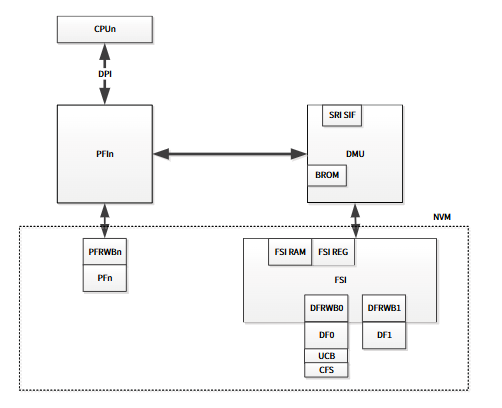 CPUn
DPI
SRI SIF
PFIn
DMU
BROM
NVM
PFRWBn
FSI RAM
FSI REG
PFn
FSI
DFRWB0
DFRWB1
DF0
DF1
UCB
CFS